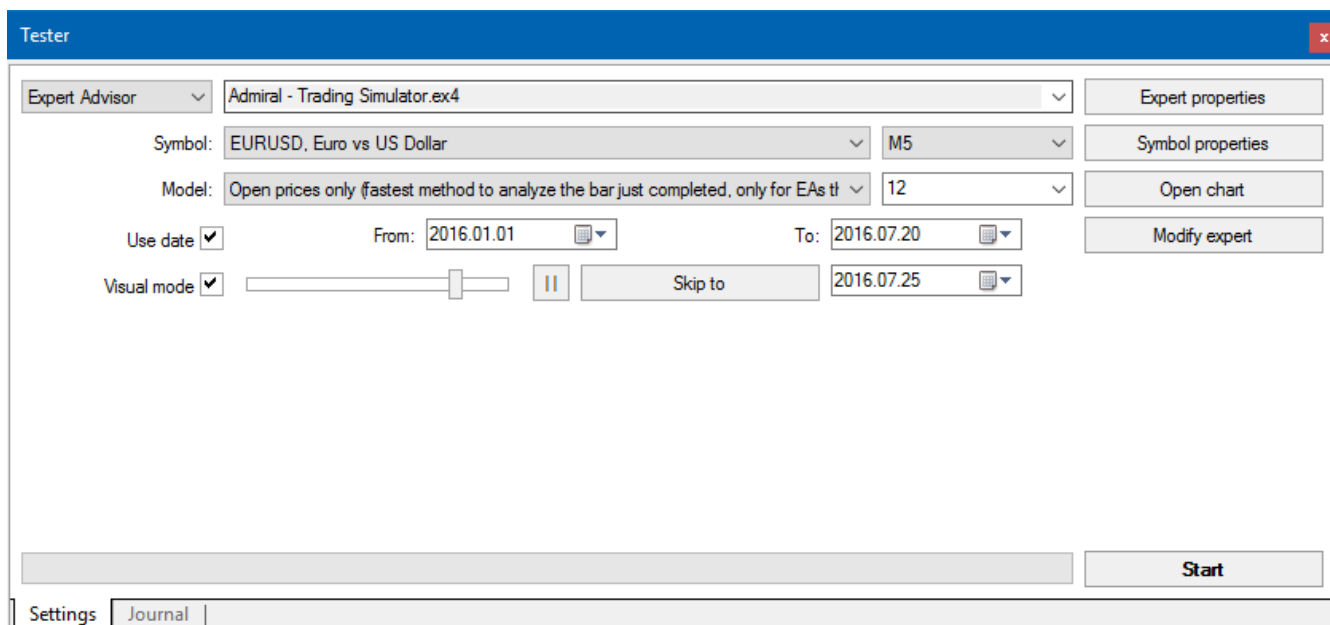 Tester x
Expert Advisor Admiral - Trading Simulator.ex4 Expert properties
Symbol: EURUSD, Euro vs US Dollar M5 Symbol properties
Model: Open prices only (fastest method to analyze the bar just completed, only for EAs th 12 Open chart
Use date From: 2016.01.01 To: 2016.07.20 Modify expert
Visual mode Skip to 2016.07.25
Start
Settings Journal